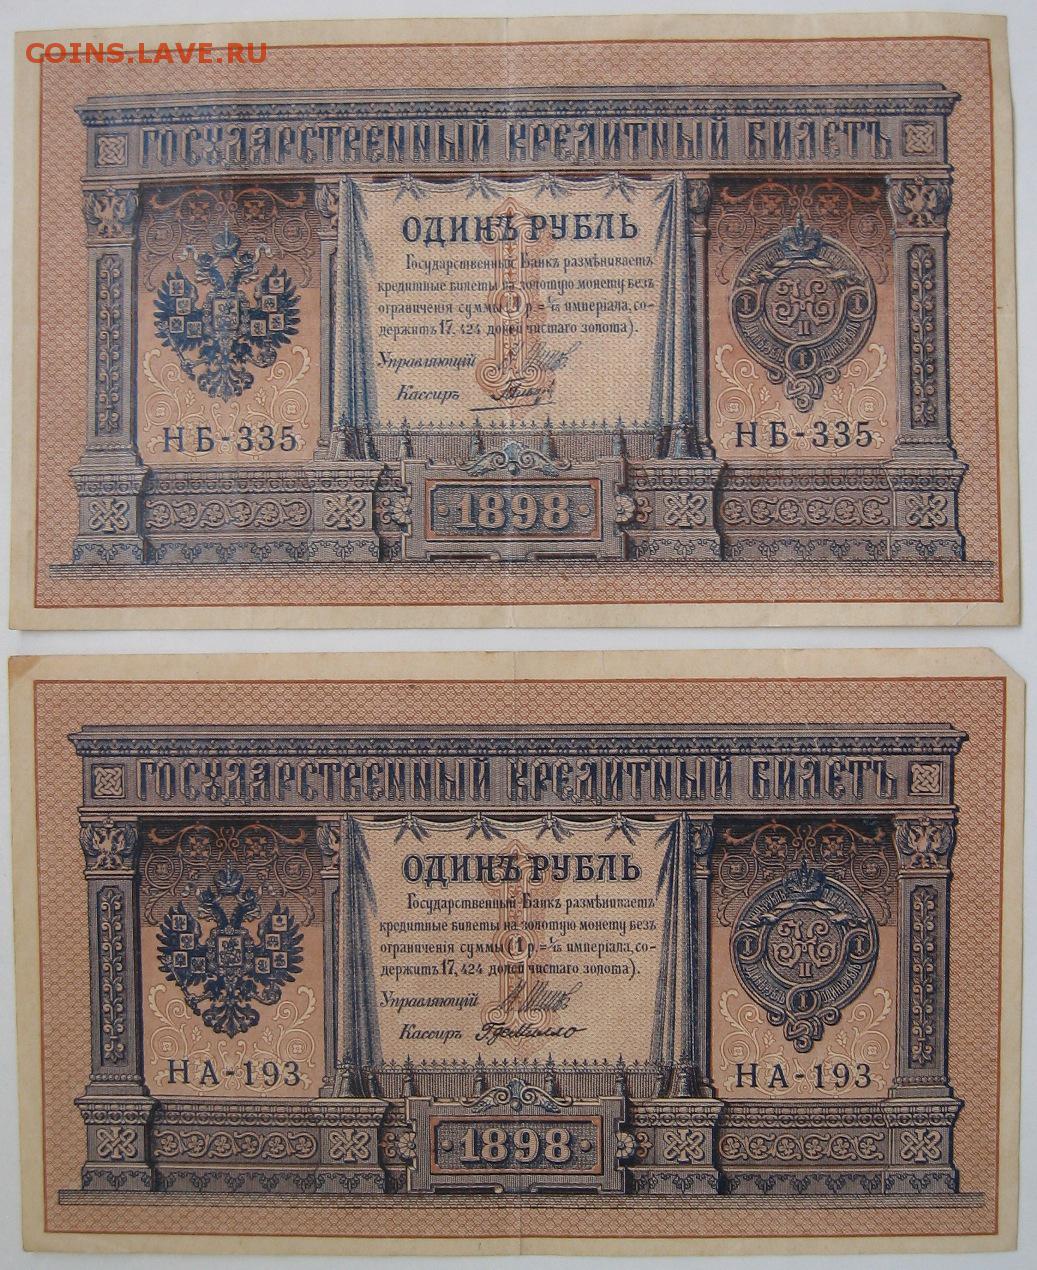 COINS.LAVE.RU
ГОСУДАРСТВЕННЫЙ КРЕДИТНЫЙ БИЛЕТЪ
ОДИНЪ РУБЛЬ
Государственный Банкъ размѣниваетъ
кредитные билеты на золотую монету безъ
ограниченія суммы (1 р. = 1/15 имперіала, со-
держитъ 17,424 долей чистаго золота).
Управляющій
Кассиръ
НБ-335
НБ-335
1898
ГОСУДАРСТВЕННЫЙ КРЕДИТНЫЙ БИЛЕТЪ
ОДИНЪ РУБЛЬ
Государственный Банкъ размѣниваетъ
кредитные билеты на золотую монету безъ
ограниченія суммы (1 р. = 1/15 имперіала, со-
держитъ 17,424 долей чистаго золота).
Управляющій
Кассиръ
НА-193
НА-193
1898